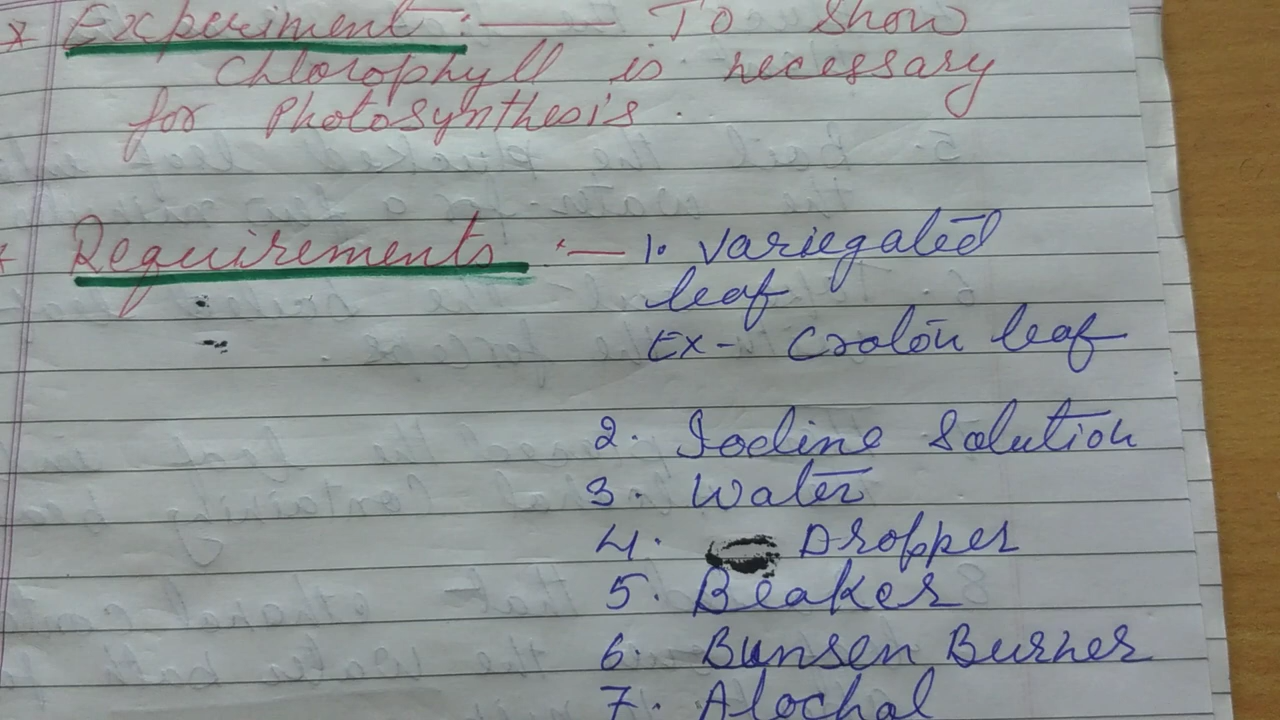 Experiment :— To Show
Chlorophyll is necessary
for Photosynthesis.
Requirements :— 1. Variegated
leaf
Ex- Croton leaf
2. Iodine Solution
3. Water
4. Dropper
5. Beaker
6. Bunsen Burner
7. Alochal